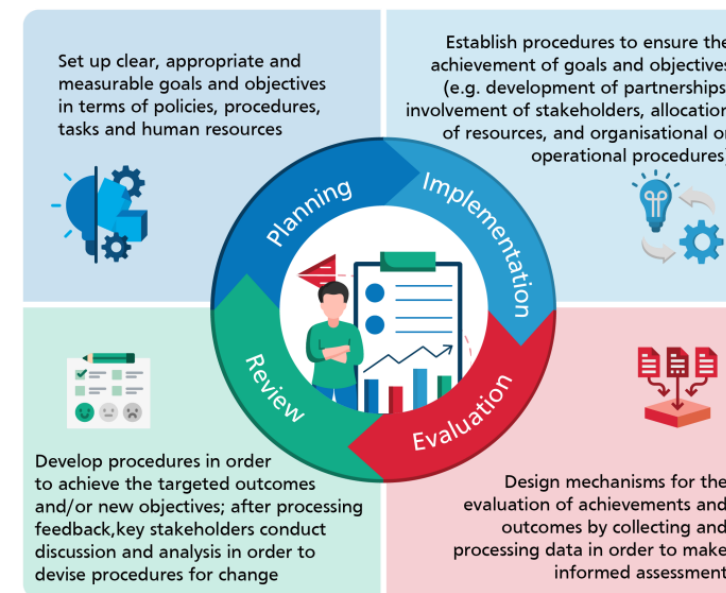 Set up clear, appropriate and
measurable goals and objectives
in terms of policies, procedures,
tasks and human resources
Establish procedures to ensure the
achievement of goals and objectives
(e.g. development of partnerships,
involvement of stakeholders, allocation
of resources, and organisational or
operational procedures)
Planning
Implementation
Review
Evaluation
Develop procedures in order
to achieve the targeted outcomes
and/or new objectives; after processing
feedback,key stakeholders conduct
discussion and analysis in order to
devise procedures for change
Design mechanisms for the
evaluation of achievements and
outcomes by collecting and
processing data in order to make
informed assessment